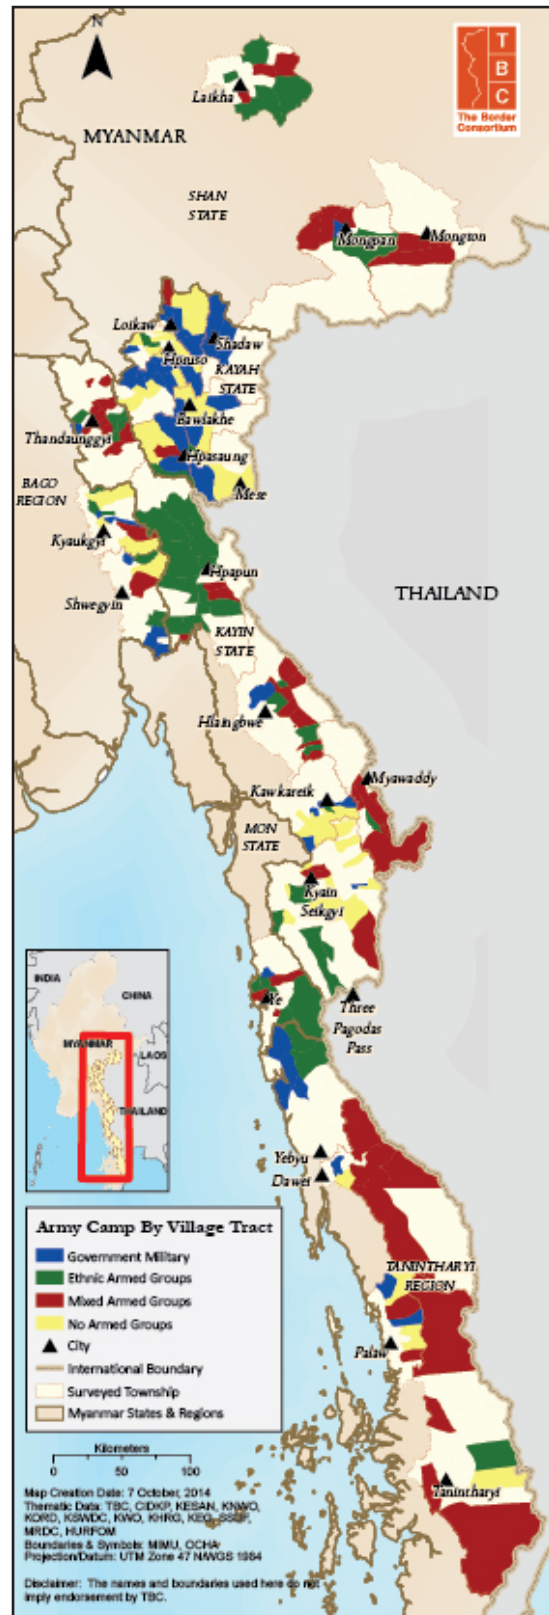 N
T
B
C
The Border
Consortium
Laikha
MYANMAR
SHAN
STATE
Mongpan
Mongton
Loikaw
Shadaw
Hpruso
KAYAH
STATE
Bawlakhe
Thandaunggyi
Hpasaung
BAGO
REGION
Mese
Kyaukgyi
Hpapun
Shwegyin
THAILAND
KAYIN
STATE
Hlaingbwe
Myawaddy
Kawkareik
MON
STATE
Kyain
Seikgyi
Ye
Three
Pagodas
Pass
INDIA
CHINA
MYANMAR
LAOS
THAILAND
Yebyu
Dawei
Army Camp By Village Tract
Government Military
Ethnic Armed Groups
Mixed Armed Groups
No Armed Groups
City
International Boundary
Surveyed Township
Myanmar States & Regions
TANINTHARYI
REGION
Palaw
Tanintharyi
Kilometers
0 50 100
Map Creation Date: 7 October, 2014
Thematic Data: TBC, CIDKP, KESAN, KNWO,
KORD, KSWDC, KWO, KHRG, KEG, SSDF,
MRDC, HURFOM
Boundaries & Symbols: MIMU, OCHA
Projection/Datum: UTM Zone 47 NAWGS 1984
Disclaimer: The names and boundaries used here do not
imply endorsement by TBC.